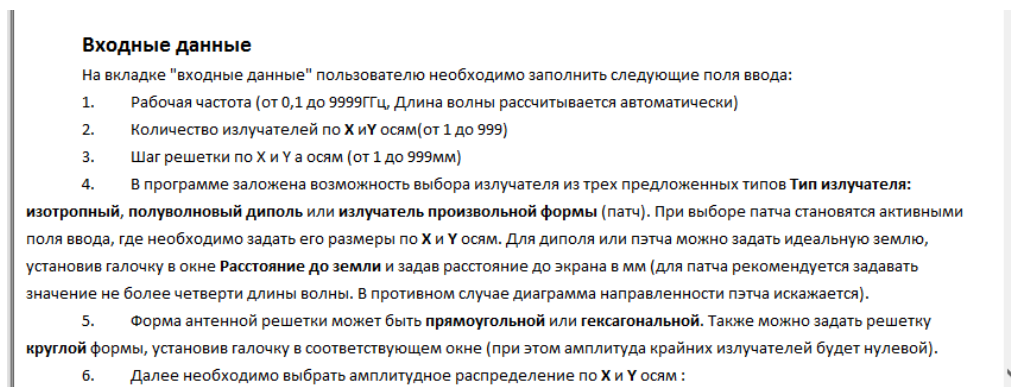 Входные данные
На вкладке "входные данные" пользователю необходимо заполнить следующие поля ввода:
1. Рабочая частота (от 0,1 до 9999ГГц, Длина волны рассчитывается автоматически)
2. Количество излучателей по X иY осям(от 1 до 999)
3. Шаг решетки по X и Y а осям (от 1 до 999мм)
4. В программе заложена возможность выбора излучателя из трех предложенных типов Тип излучателя:
изотропный, полуволновый диполь или излучатель произвольной формы (патч). При выборе патча становятся активными
поля ввода, где необходимо задать его размеры по X и Y осям. Для диполя или пэтча можно задать идеальную землю,
установив галочку в окне Расстояние до земли и задав расстояние до экрана в мм (для патча рекомендуется задавать
значение не более четверти длины волны. В противном случае диаграмма направленности пэтча искажается).
5. Форма антенной решетки может быть прямоугольной или гексагональной. Также можно задать решетку
круглой формы, установив галочку в соответствующем окне (при этом амплитуда крайних излучателей будет нулевой).
6. Далее необходимо выбрать амплитудное распределение по X и Y осям :